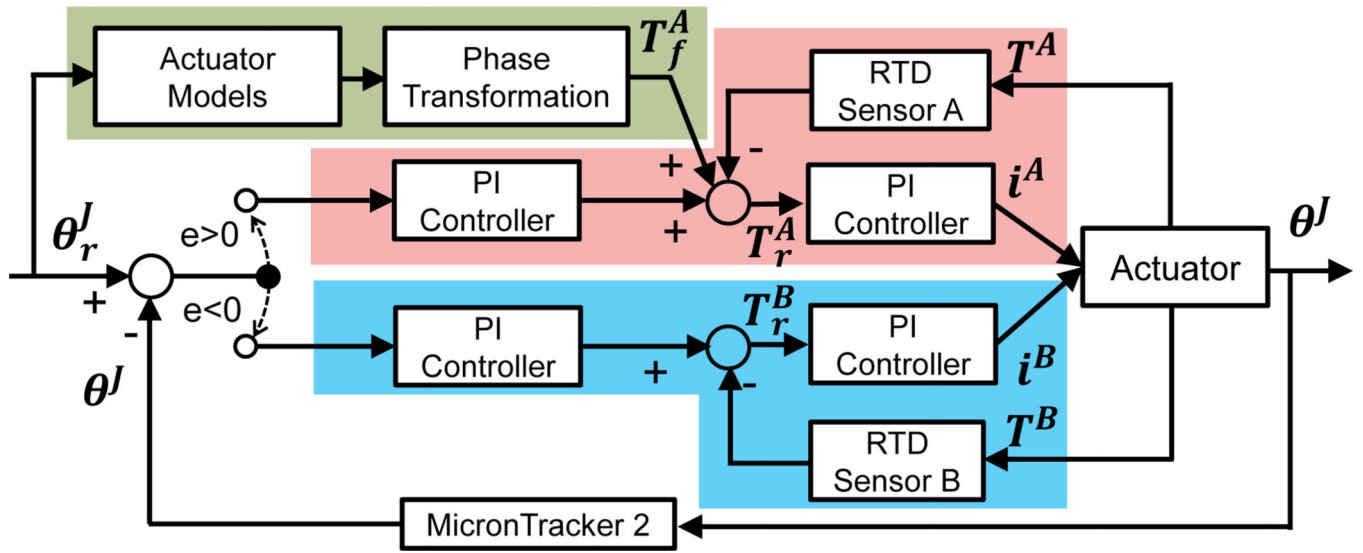 Actuator Models
Phase Transformation
T_f^A
RTD Sensor A
T^A
+
-
PI Controller
+
T_r^A
PI Controller
i^A
θ_r^J
e>0
+
e<0
-
θ^J
Actuator
θ^J
PI Controller
+
T_r^B
-
PI Controller
i^B
RTD Sensor B
T^B
MicronTracker 2